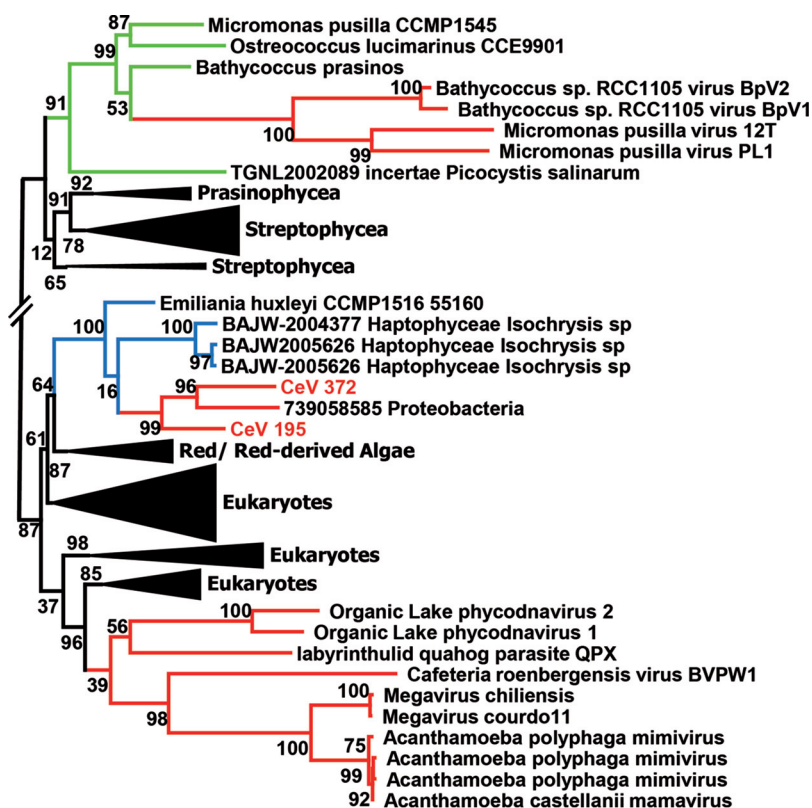 87
Micromonas pusilla CCMP1545
99
Ostreococcus lucimarinus CCE9901
Bathycoccus prasinos
91
53
100
Bathycoccus sp. RCC1105 virus BpV2
Bathycoccus sp. RCC1105 virus BpV1
100
Micromonas pusilla virus 12T
99
Micromonas pusilla virus PL1
TGNL2002089 incertae Picocystis salinarum
92
Prasinophycea
91
78
Streptophycea
12
65
Streptophycea
Emiliania huxleyi CCMP1516 55160
100
100
BAJW-2004377 Haptophyceae Isochrysis sp
BAJW2005626 Haptophyceae Isochrysis sp
97
BAJW-2005626 Haptophyceae Isochrysis sp
64
16
96
CeV 372
739058585 Proteobacteria
99
CeV 195
61
Red/ Red-derived Algae
87
Eukaryotes
87
98
Eukaryotes
85
Eukaryotes
37
96
100
Organic Lake phycodnavirus 2
56
Organic Lake phycodnavirus 1
labyrinthulid quahog parasite QPX
39
Cafeteria roenbergensis virus BVPW1
98
100
Megavirus chiliensis
Megavirus courdo11
100
75
Acanthamoeba polyphaga mimivirus
Acanthamoeba polyphaga mimivirus
99
Acanthamoeba polyphaga mimivirus
92
Acanthamoeba castellanii mamavirus